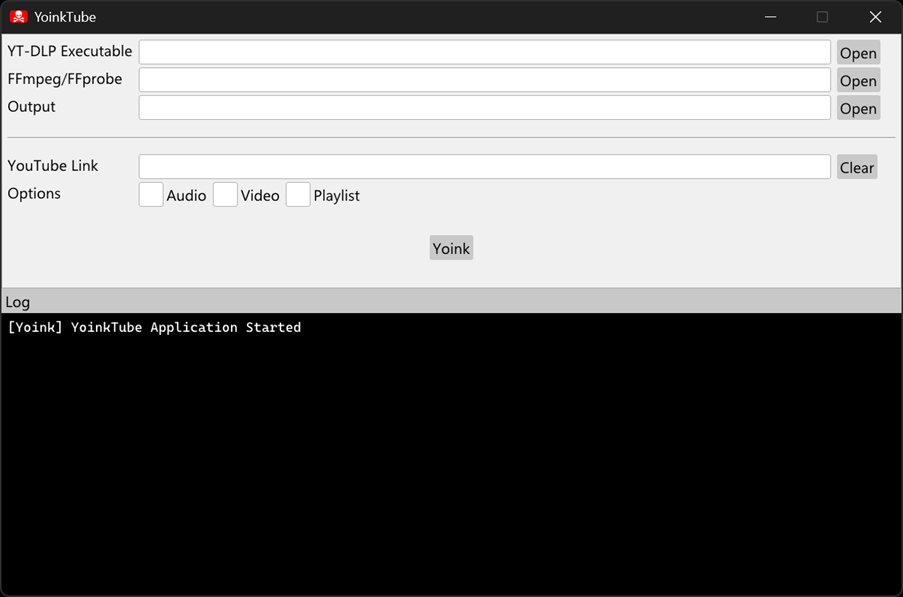 YoinkTube
YT-DLP Executable Open
FFmpeg/FFprobe Open
Output Open
YouTube Link Clear
Options Audio Video Playlist
Yoink
Log
[Yoink] YoinkTube Application Started